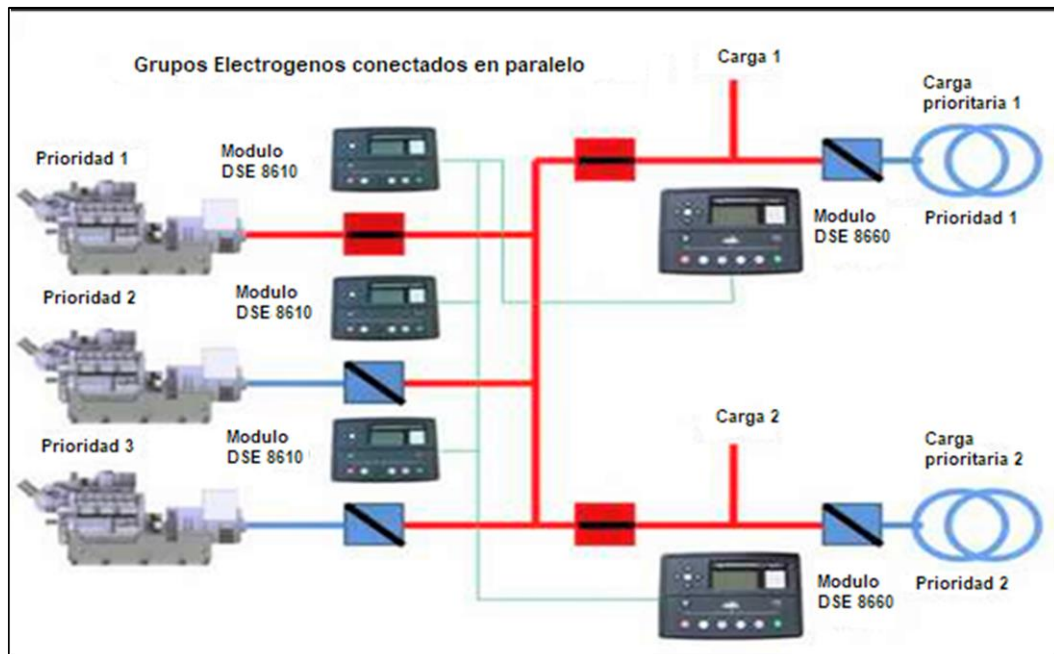 Grupos Electrogenos conectados en paralelo
Carga 1
Carga
prioritaria 1
Prioridad 1
Modulo
DSE 8610
Prioridad 1
Modulo
DSE 8660
Prioridad 2
Modulo
DSE 8610
Prioridad 3
Modulo
DSE 8610
Carga 2
Carga
prioritaria 2
Prioridad 2
Modulo
DSE 8660